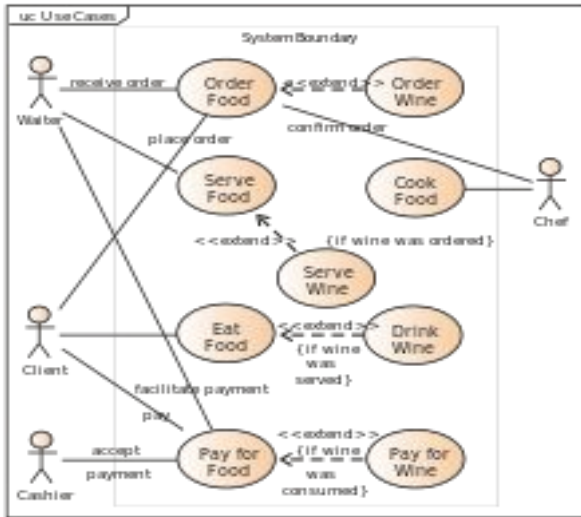 uc UseCases
System Boundary
receive order
Order
Food
<<extend>>
Order
Wine
Waiter
place order
confirm order
Serve
Food
Cook
Food
Chef
<<extend>>
{if wine was ordered}
Serve
Wine
Client
Eat
Food
<<extend>>
{if wine
was
served}
Drink
Wine
facilitate payment
pay
accept
payment
Cashier
Pay for
Food
<<extend>>
{if wine
was
consumed}
Pay for
Wine